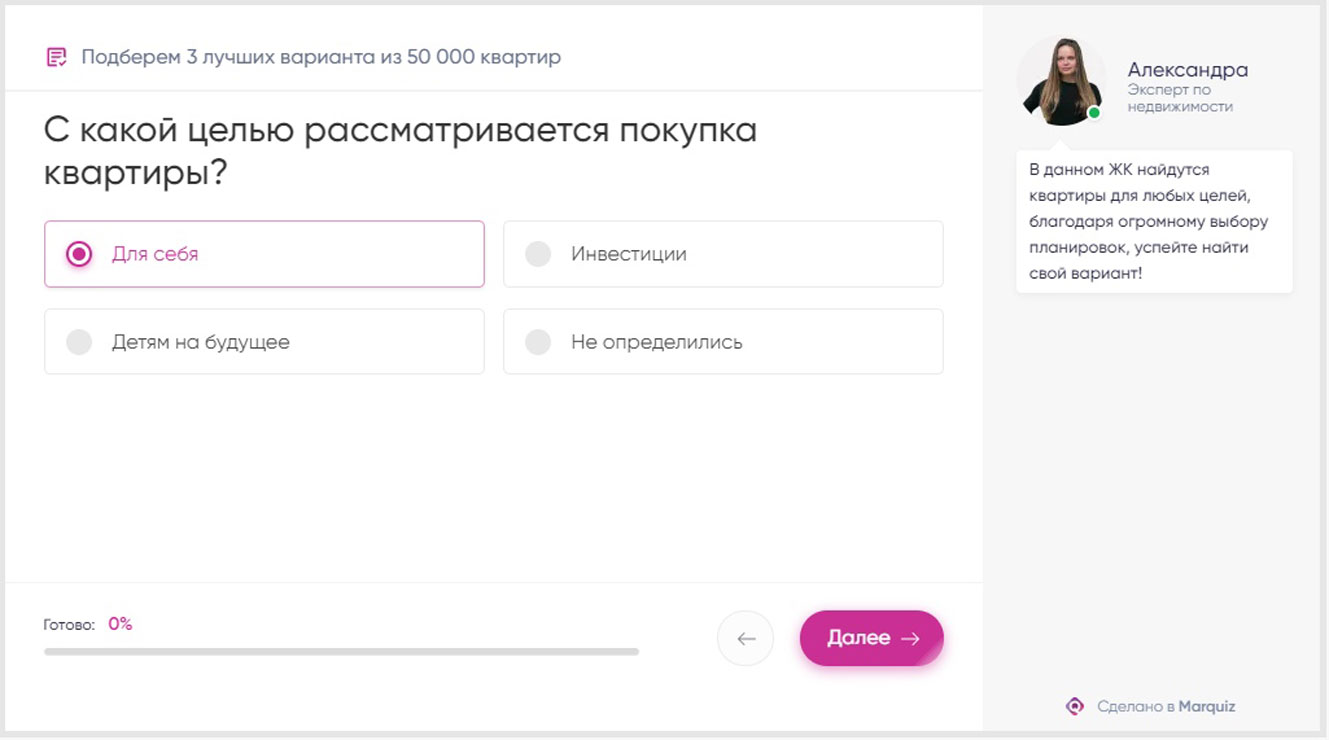 Подберем 3 лучших варианта из 50 000 квартир
С какой целью рассматривается покупка
квартиры?
Для себя
Инвестиции
Детям на будущее
Не определились
Готово: 0%
Далее
Александра
Эксперт по
недвижимости
В данном ЖК найдутся
квартиры для любых целей,
благодаря огромному выбору
планировок, успейте найти
свой вариант!
Сделано в Marquiz